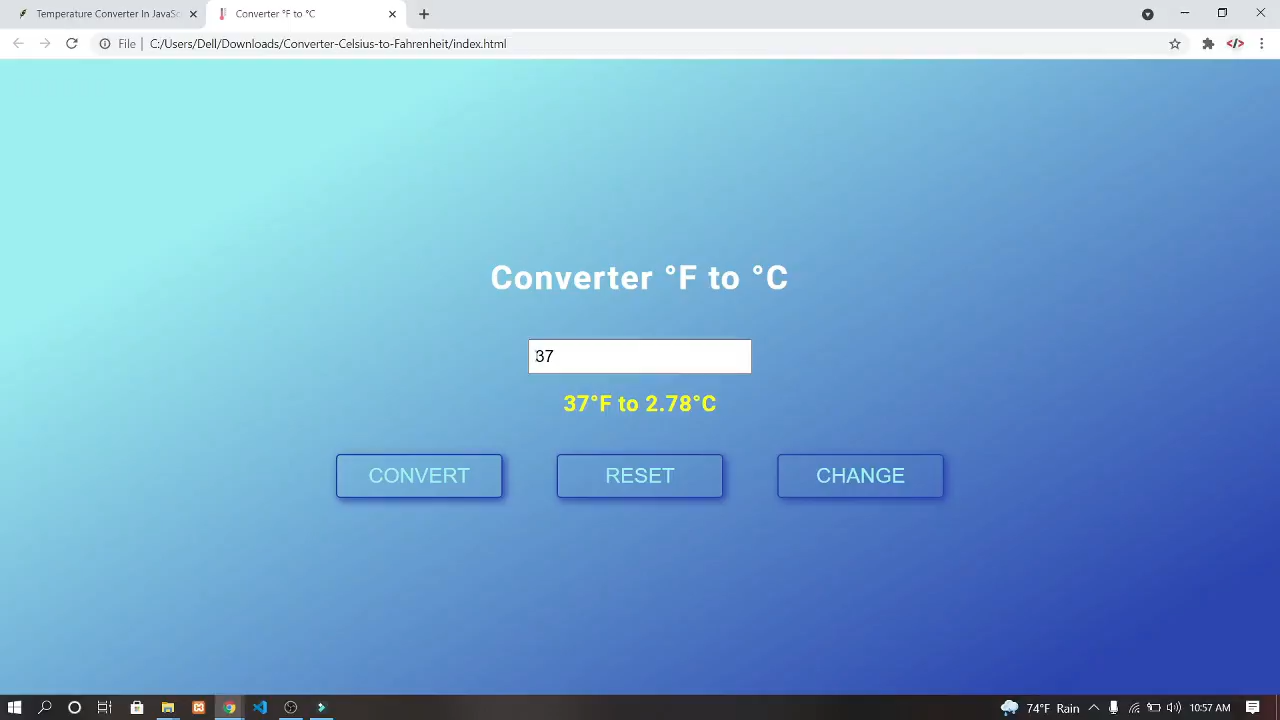 Temperature Converter In JavaSc
Converter °F to °C
File
C:/Users/Dell/Downloads/Converter-Celsius-to-Fahrenheit/index.html
Converter °F to °C
37
37°F to 2.78°C
CONVERT
RESET
CHANGE
74°F Rain
10:57 AM